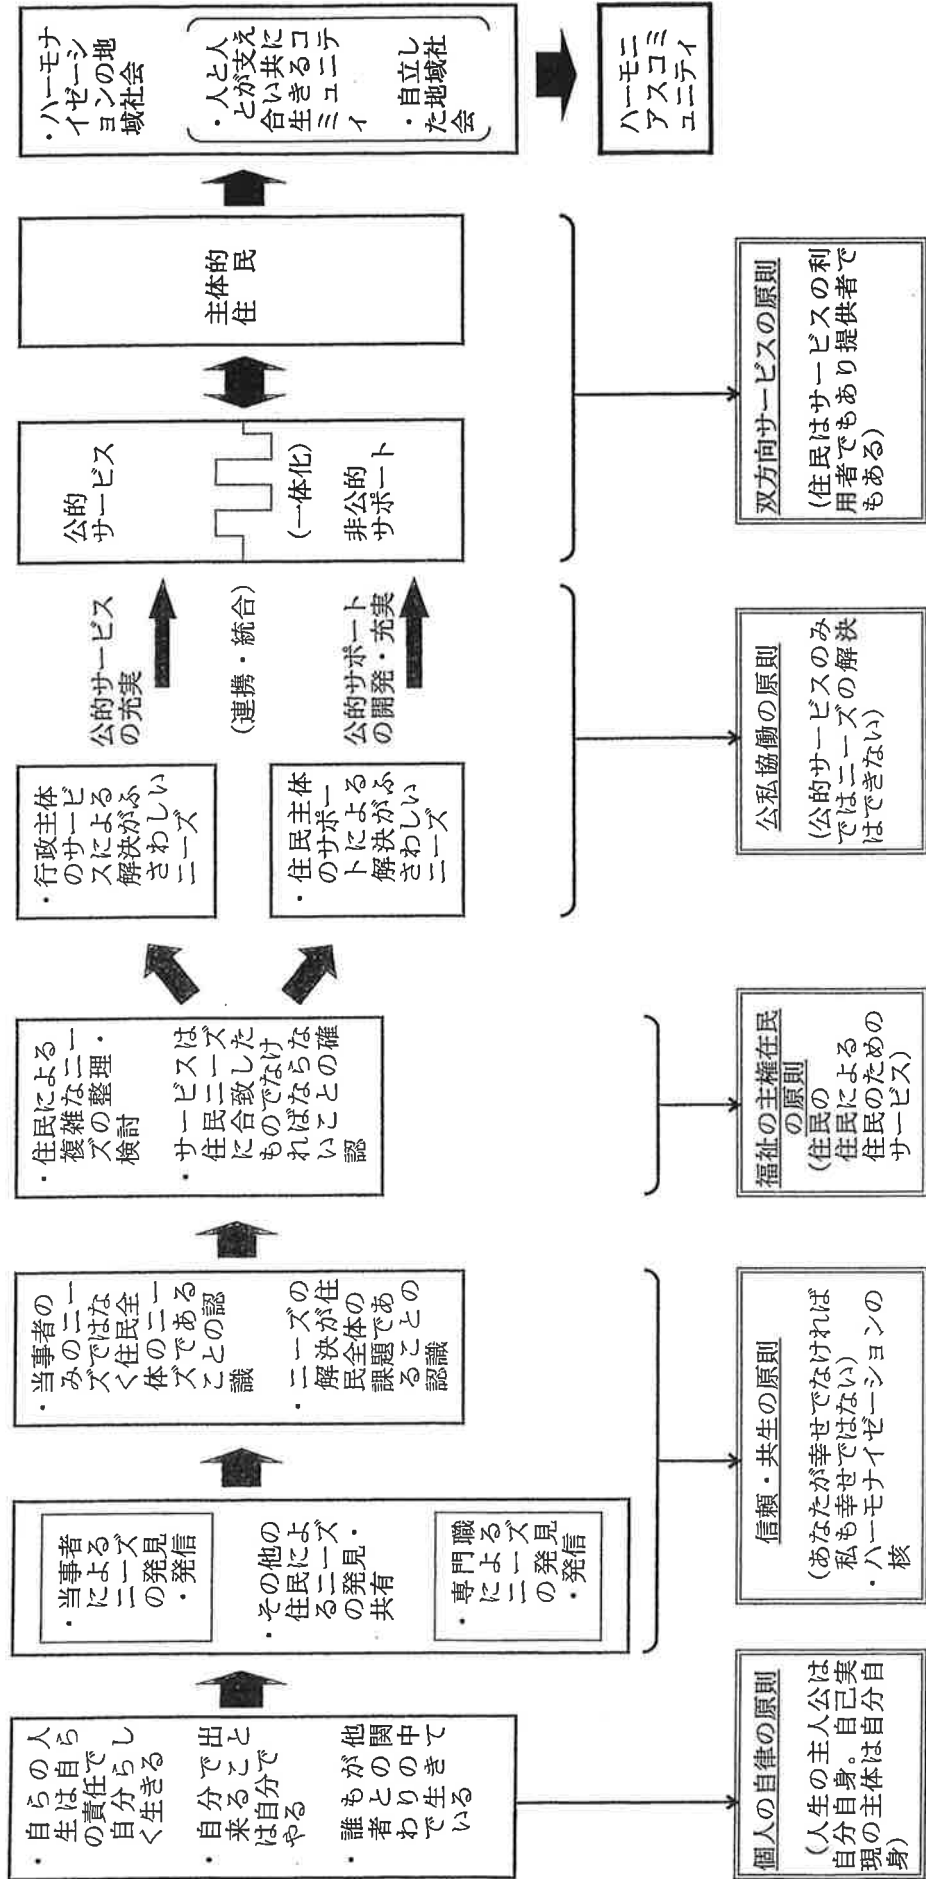 ・自らの人
生は自ら
の責任で
自分らし
く生きる
・自分で出
来ること
は自分で
やる
・誰もが他
者との関
わりの中
で生きて
いる
・当事者
による
ニーズ
の発見
・発信
・その他の
住民によ
るニーズ
の発見・
共有
・専門職
による
ニーズ
の発見
・発信
・当事者の
みのニー
ズではな
く住民全
体のニー
ズである
ことの認
識
・ニーズの
解決が住
民全体の
課題であ
ることの
認識
・住民による
複雑なニー
ズの整理・
検討
・サービスは
住民ニーズ
に合致した
ものでなけ
ればならな
いことの確
認
・行政主体
のサービ
スによる
解決がふ
さわしい
ニーズ
・住民主体
のサポー
トによる
解決がふ
さわしい
ニーズ
公的サービス
の充実
(連携・統合)
公的サポート
の開発・充実
公的
サービス
(一体化)
非公的
サポート
主体的
住　民
・ハーモナ
イゼーシ
ョンの地
域社会
・人と人
とが支え
合い共に
生きるコ
ミュニテ
ィ
・自立し
た地域社
会
ハーモニ
アスコミ
ュニティ
個人の自律の原則
(人生の主人公は
自分自身。自己実
現の主体は自分自
身)
信頼・共生の原則
(あなたが幸せでなければ
私も幸せではない)
・ハーモナイゼーションの
核
福祉の主権在民
の原則
(住民の
住民による
住民のための
サービス)
公私協働の原則
(公的サービスのみ
ではニーズの解決
はできない)
双方向サービスの原則
(住民はサービスの利
用者でもあり提供者で
もある)